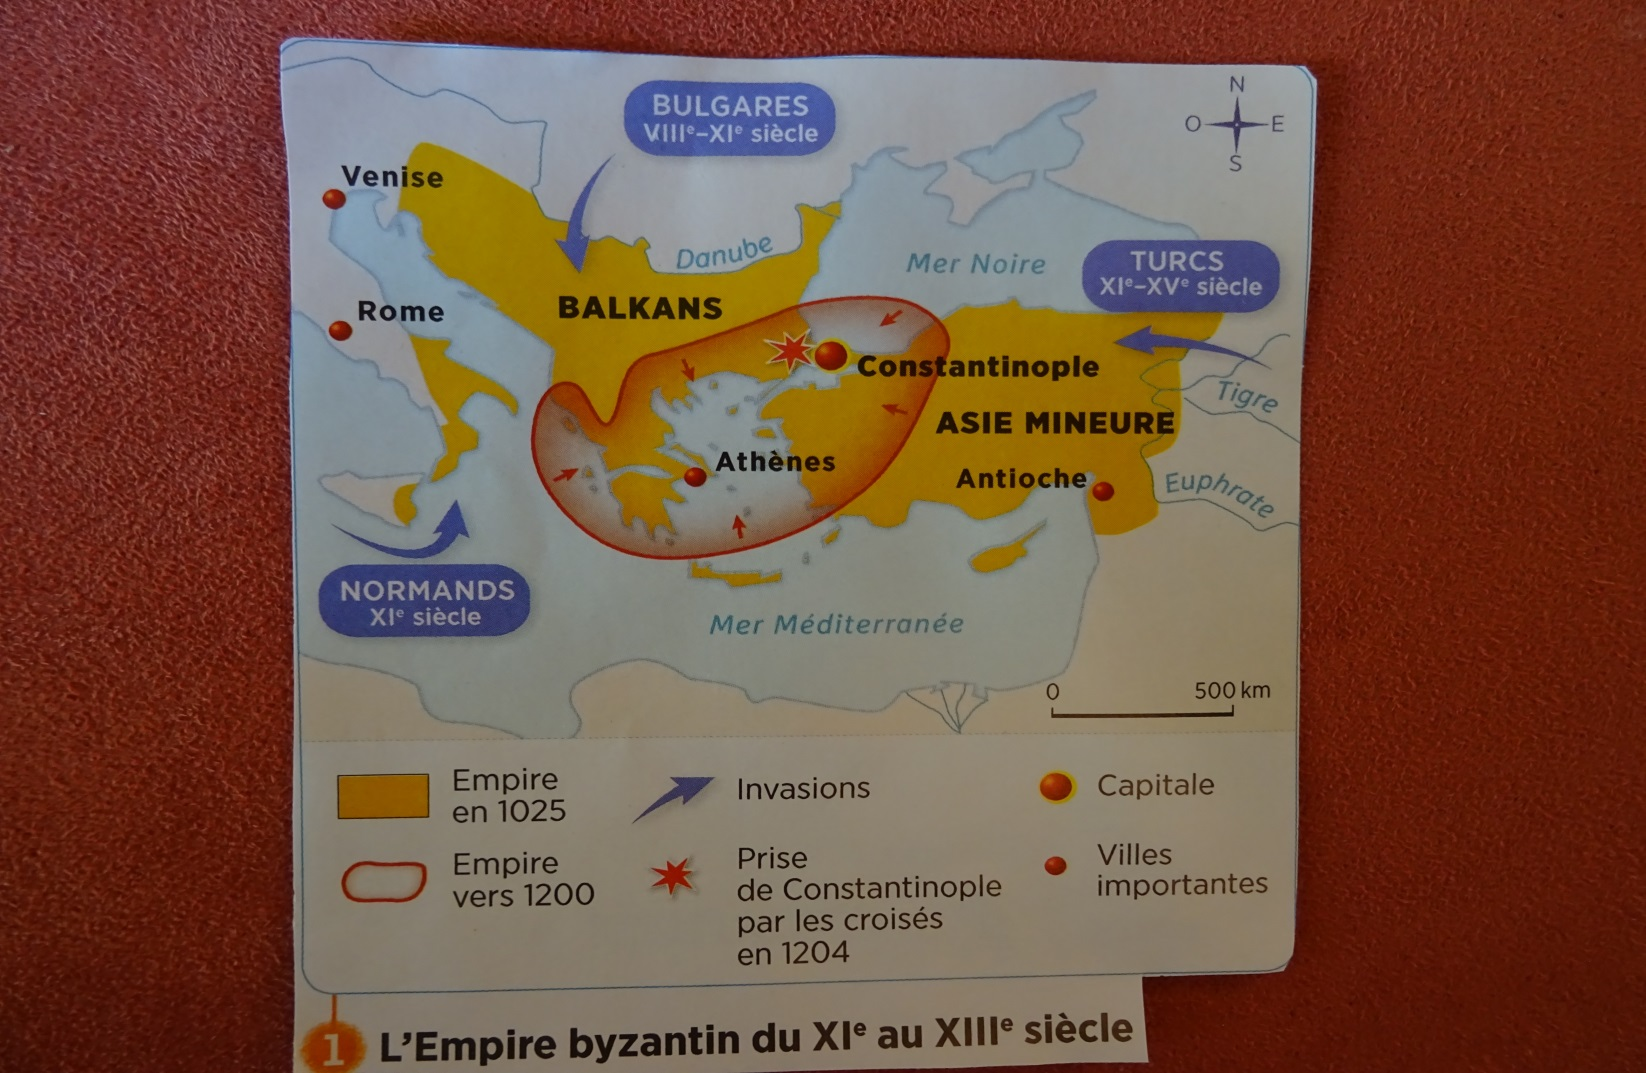 BULGARES
VIIIe–XIe siècle
N
O
E
S
Venise
Danube
Mer Noire
TURCS
XIe–XVe siècle
Rome
BALKANS
Constantinople
Tigre
ASIE MINEURE
Athènes
Antioche
Euphrate
NORMANDS
XIe siècle
Mer Méditerranée
0 500 km
Empire
en 1025
Invasions
Capitale
Empire
vers 1200
Prise
de Constantinople
par les croisés
en 1204
Villes
importantes
1 L'Empire byzantin du XIe au XIIIe siècle